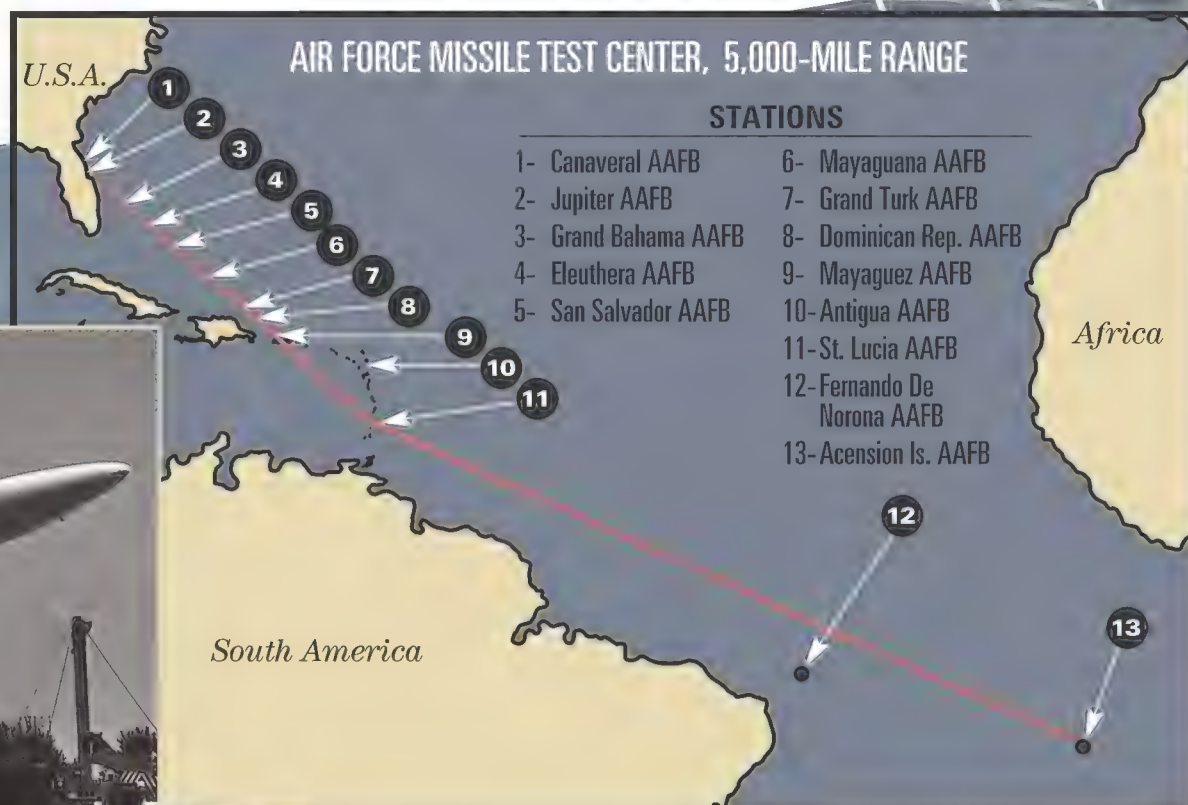 AIR FORCE MISSILE TEST CENTER, 5,000-MILE RANGE
U.S.A.
STATIONS
1- Canaveral AAFB
2- Jupiter AAFB
3- Grand Bahama AAFB
4- Eleuthera AAFB
5- San Salvador AAFB
6- Mayaguana AAFB
7- Grand Turk AAFB
8- Dominican Rep. AAFB
9- Mayaguez AAFB
10- Antigua AAFB
11- St. Lucia AAFB
12- Fernando De
Norona AAFB
13- Acension Is. AAFB
1
2
3
4
5
6
7
8
9
10
11
12
13
Africa
South America